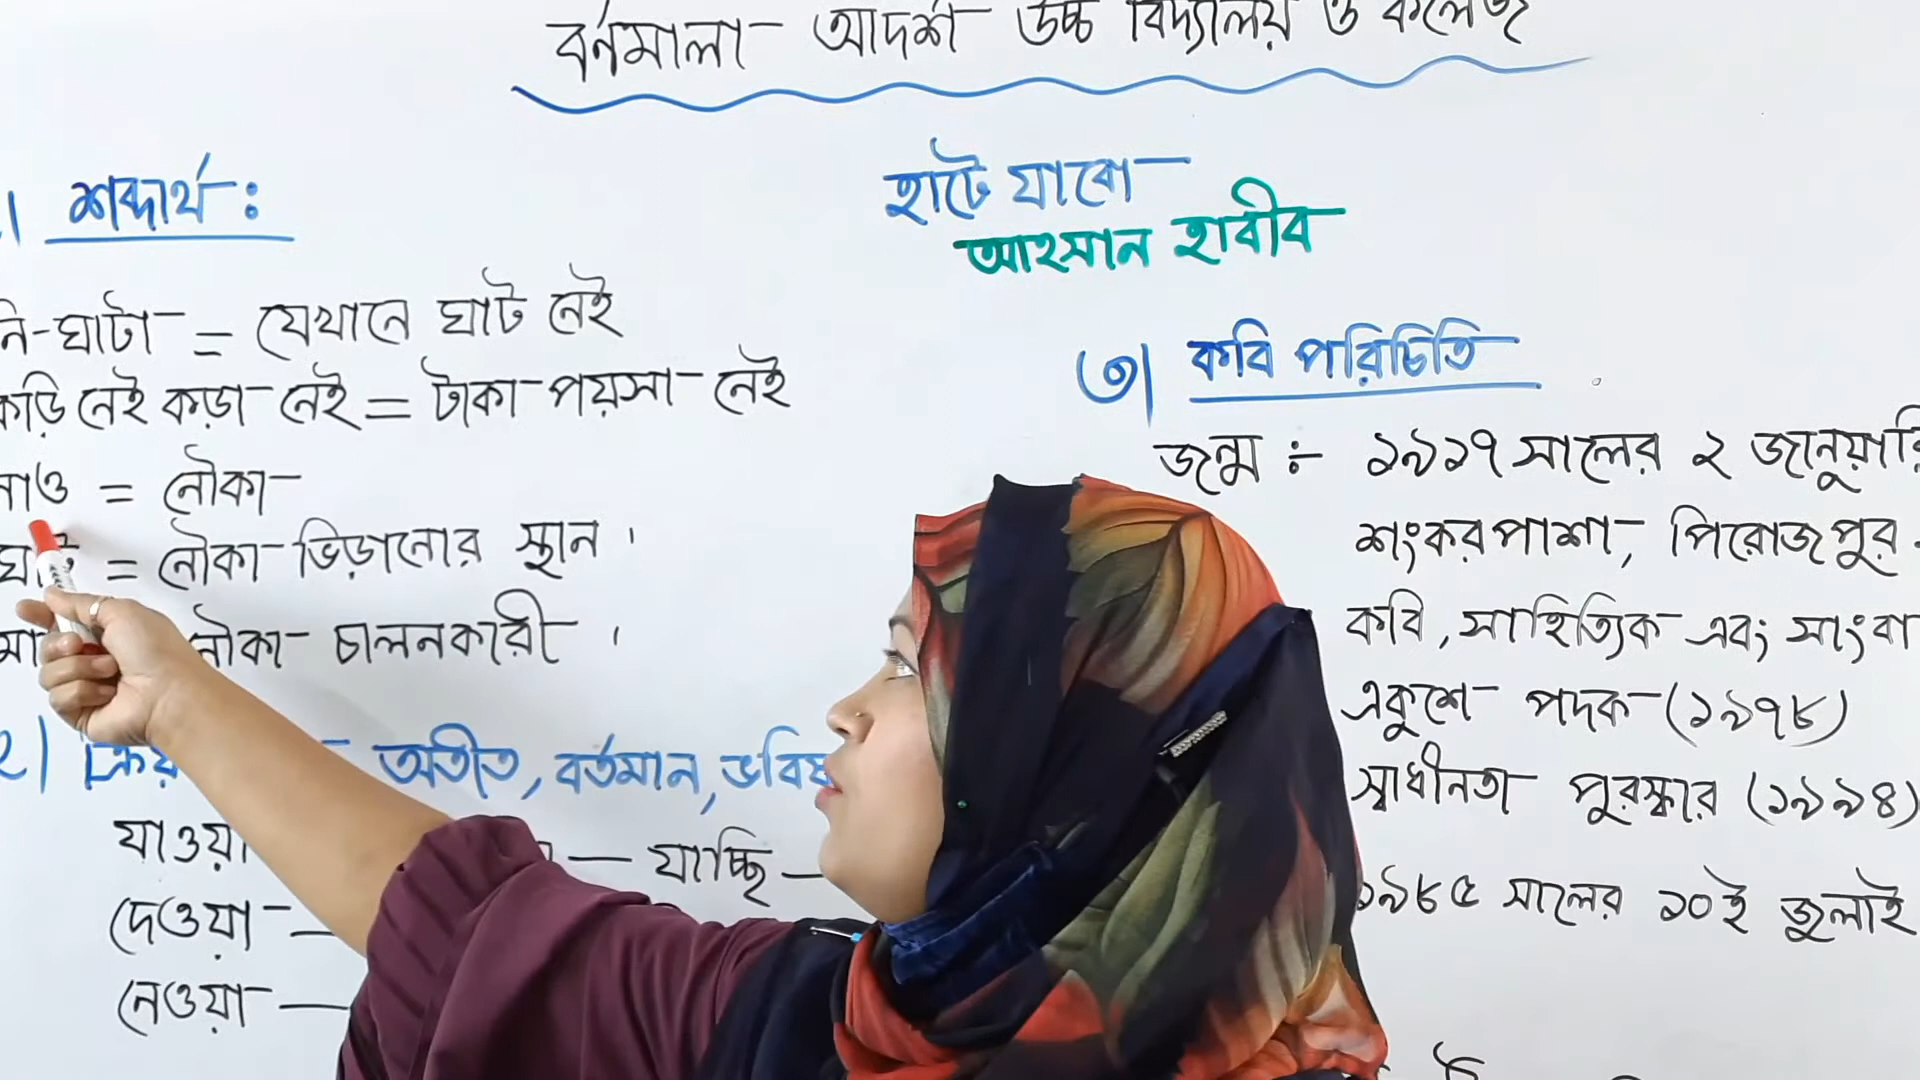 বর্ণমালা আদর্শ উচ্চ বিদ্যালয় ও কলেজ
হাটে যাবো
আহসান হাবীব
১। শব্দার্থ :
নি-ঘাটা = যেখানে ঘাট নেই
কড়ি নেই কড়া নেই = টাকা পয়সা নেই
নাও = নৌকা
ঘাট = নৌকা ভিড়ানোর স্থান।
নৌকা চালনকারী।
২। অতীত, বর্তমান,
যাওয়া — যাচ্ছি —
দেওয়া —
নেওয়া —
৩। কবি পরিচিতি
জন্ম :- ১৯১৭ সালের ২ জানুয়ারি
শংকরপাশা, পিরোজপুর
কবি, সাহিত্যিক এবং
একুশে পদক (১৯৭৮)
স্বাধীনতা পুরস্কার (১৯৯৪)
১৯৮৫ সালের ১০ই জুলাই